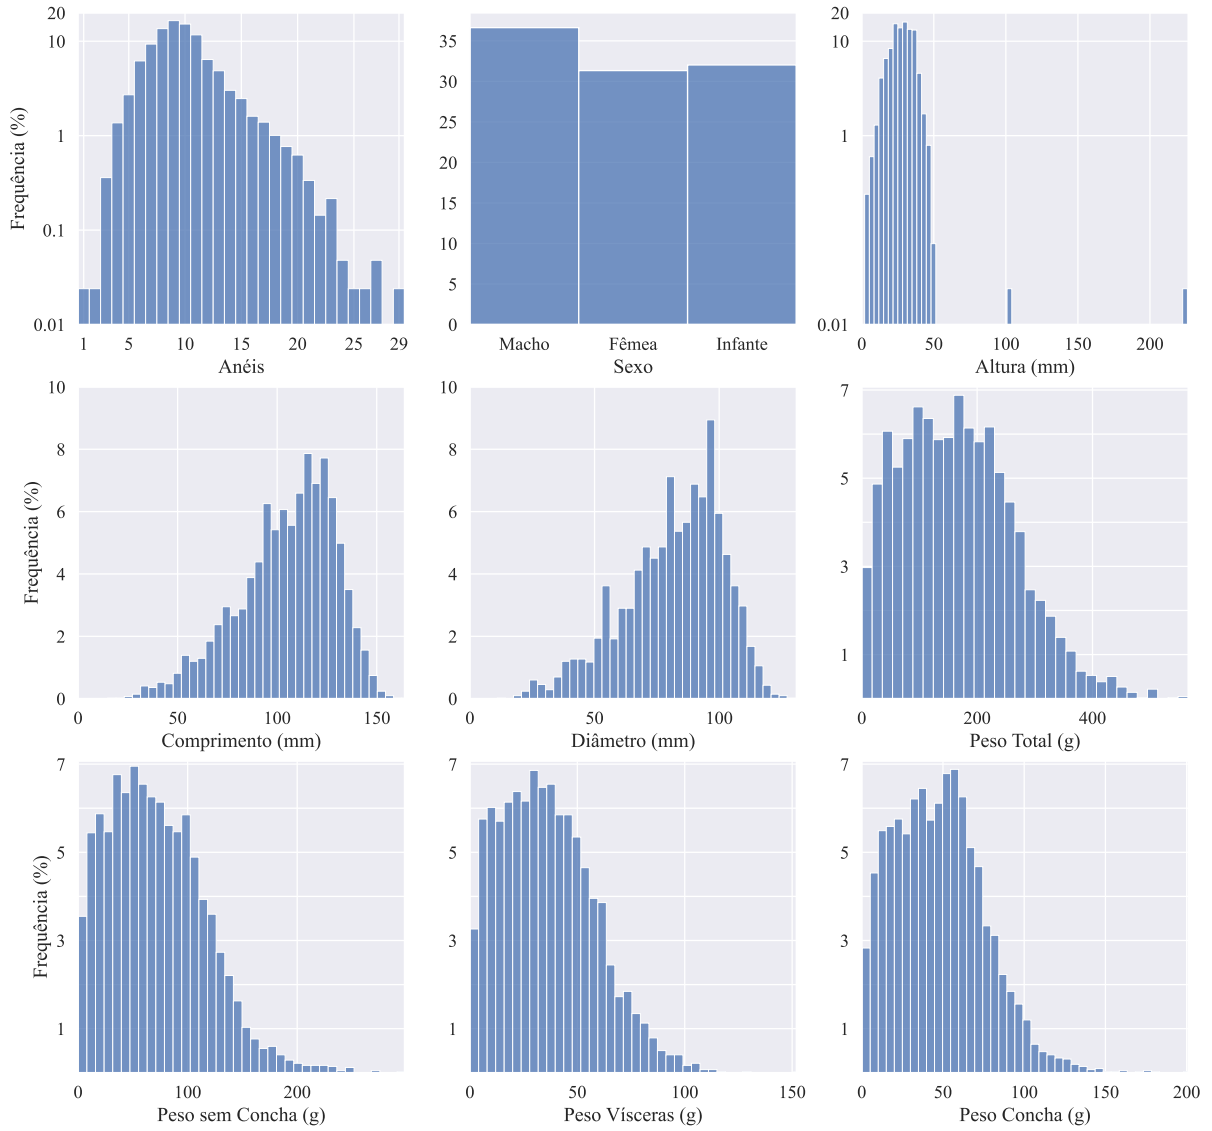 20
10
1
0.1
0.01
Frequência (%)
1 5 10 15 20 25 29
Anéis
35
30
25
20
15
10
5
0
Macho Fêmea Infante
Sexo
20
10
1
0.01
0 50 100 150 200
Altura (mm)
10
8
6
4
2
0
Frequência (%)
0 50 100 150
Comprimento (mm)
10
8
6
4
2
0
0 50 100
Diâmetro (mm)
7
5
3
1
0 200 400
Peso Total (g)
7
5
3
1
Frequência (%)
0 100 200
Peso sem Concha (g)
7
5
3
1
0 50 100 150
Peso Vísceras (g)
7
5
3
1
0 50 100 150 200
Peso Concha (g)